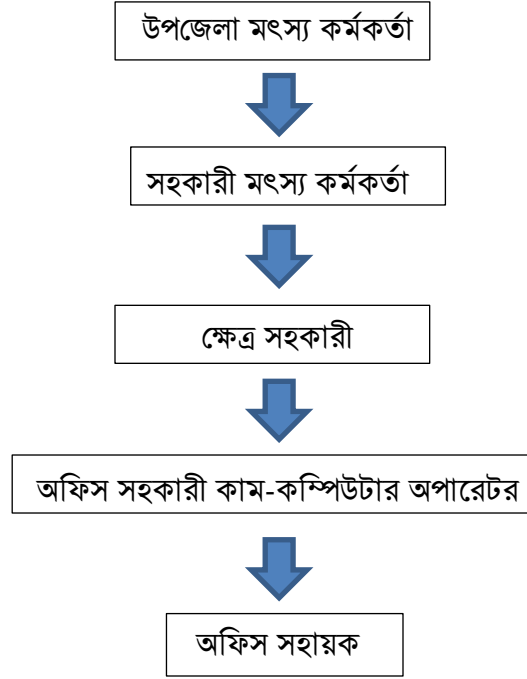 উপজেলা মৎস্য কর্মকর্তা
সহকারী মৎস্য কর্মকর্তা
ক্ষেত্র সহকারী
অফিস সহকারী কাম-কম্পিউটার অপারেটর
অফিস সহায়ক